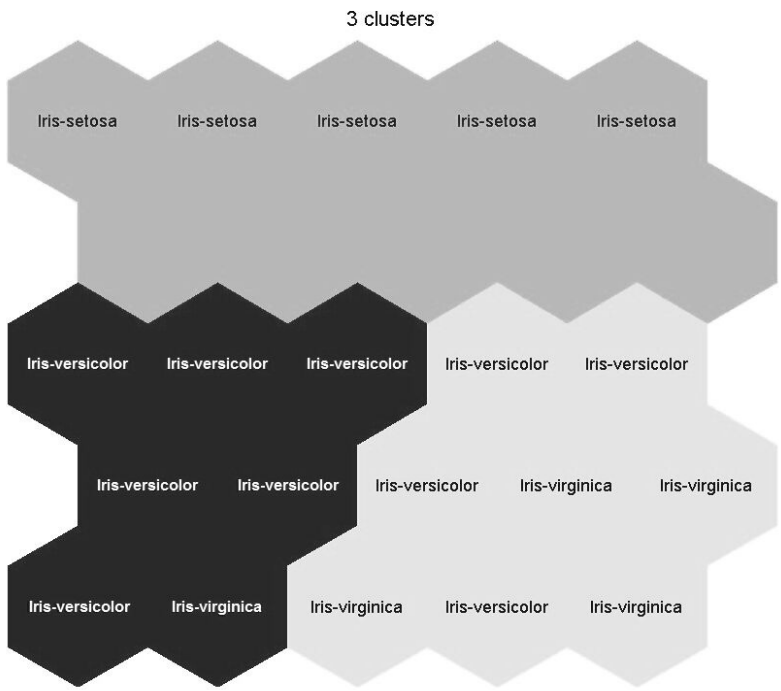 3 clusters
Iris-setosa Iris-setosa Iris-setosa Iris-setosa Iris-setosa
Iris-versicolor Iris-versicolor Iris-versicolor Iris-versicolor Iris-versicolor
Iris-versicolor Iris-versicolor Iris-versicolor Iris-virginica Iris-virginica
Iris-versicolor Iris-virginica Iris-virginica Iris-versicolor Iris-virginica